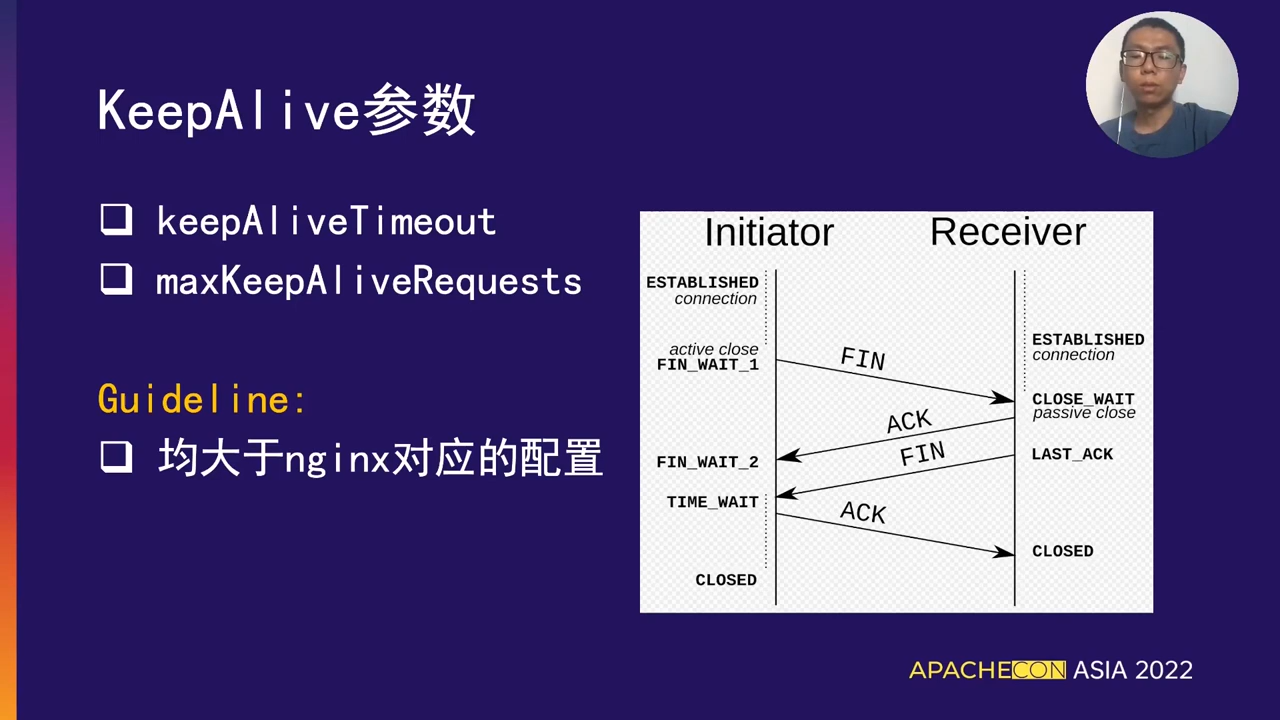 KeepAlive参数
keepAliveTimeout
maxKeepAliveRequests
Guideline:
均大于nginx对应的配置
Initiator
Receiver
ESTABLISHED
connection
active close
FIN_WAIT_1
FIN
ESTABLISHED
connection
CLOSE_WAIT
passive close
ACK
FIN_WAIT_2
FIN
LAST_ACK
TIME_WAIT
ACK
CLOSED
CLOSED
APACHECON ASIA 2022